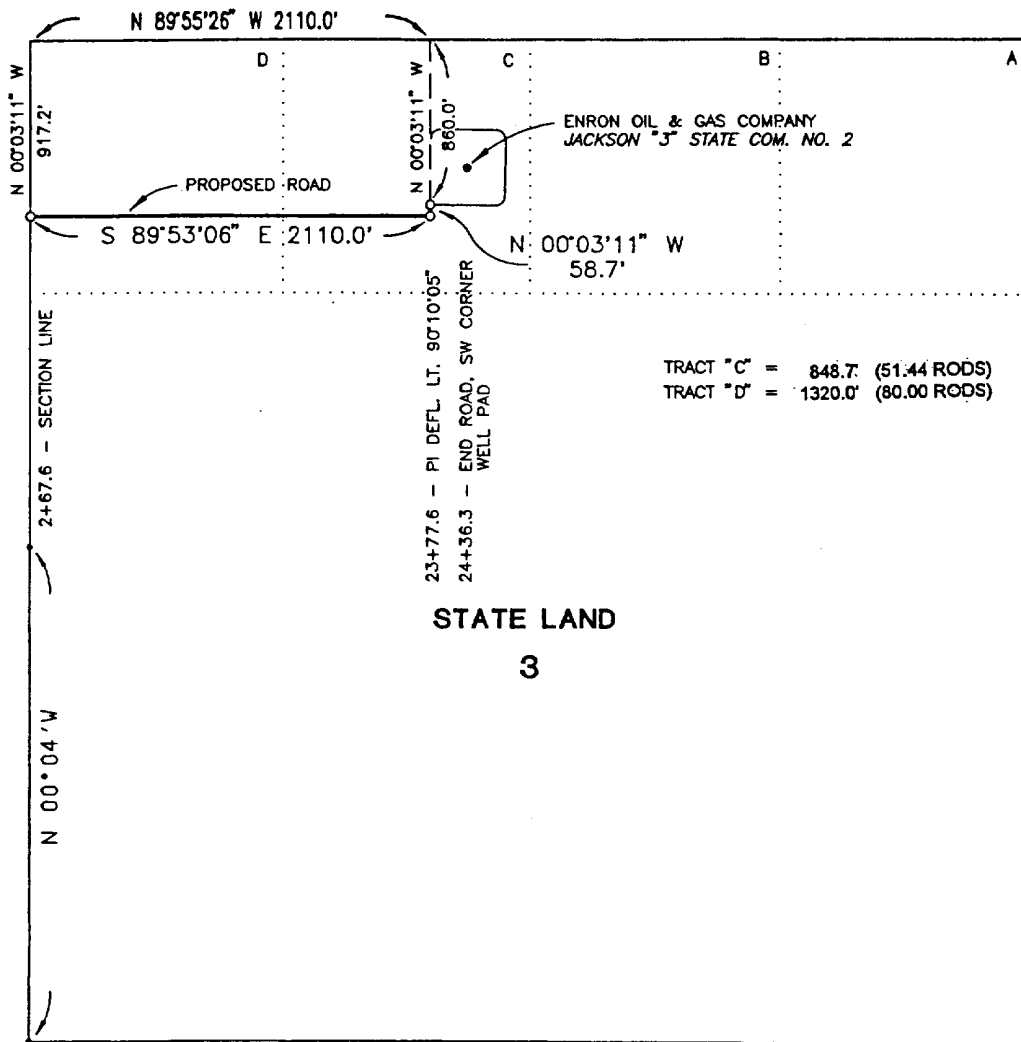 N 89°55'26" W 2110.0'
D
C
B
A
N 00°03'11" W
917.2'
N 00°03'11" W
860.0'
ENRON OIL & GAS COMPANY
JACKSON "3" STATE COM. NO. 2
PROPOSED ROAD
S 89°53'06" E 2110.0'
N 00°03'11" W
58.7'
2+67.6 - SECTION LINE
23+77.6 - PI DEFL. LT. 90°10'05"
24+36.3 - END ROAD, SW CORNER
WELL PAD
TRACT "C" = 848.7' (51.44 RODS)
TRACT "D" = 1320.0' (80.00 RODS)
STATE LAND
3
N 00°04'W